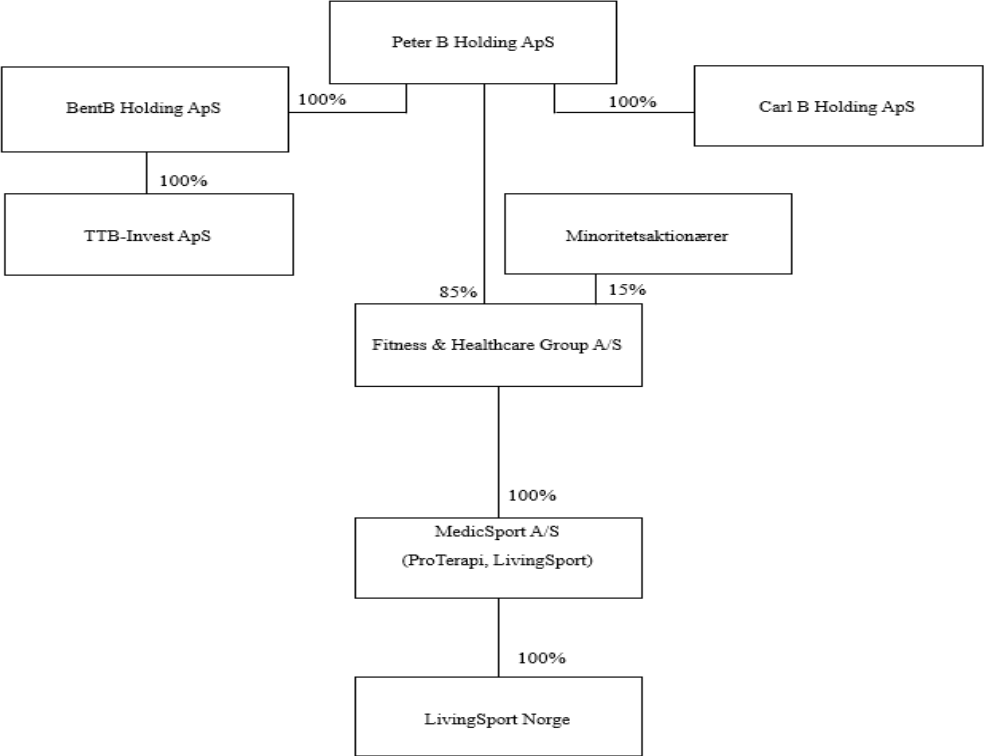 Peter B Holding ApS
BentB Holding ApS
100%
100%
Carl B Holding ApS
100%
TTB-Invest ApS
Minoritetsaktionærer
85%
15%
Fitness & Healthcare Group A/S
100%
MedicSport A/S
(ProTerapi, LivingSport)
100%
LivingSport Norge